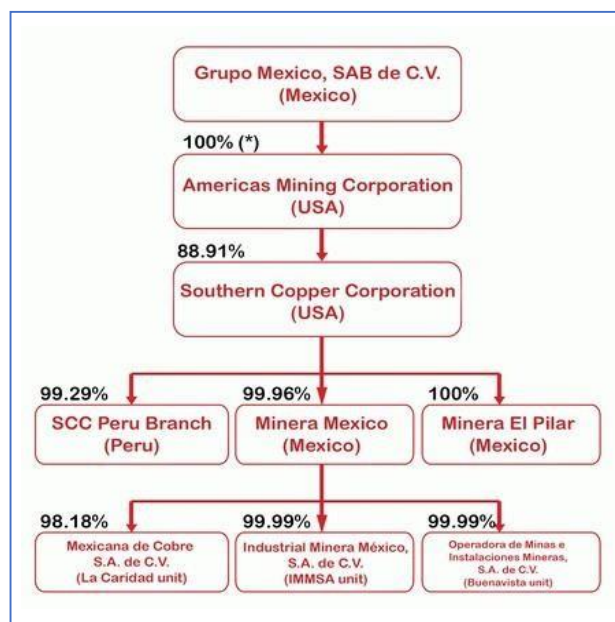 Grupo Mexico, SAB de C.V.
(Mexico)
100% (*)
Americas Mining Corporation
(USA)
88.91%
Southern Copper Corporation
(USA)
99.29%
99.96%
100%
SCC Peru Branch
(Peru)
Minera Mexico
(Mexico)
Minera El Pilar
(Mexico)
98.18%
99.99%
99.99%
Mexicana de Cobre
S.A. de C.V.
(La Caridad unit)
Industrial Minera México,
S.A. de C.V.
(IMMSA unit)
Operadora de Minas e
Instalaciones Mineras,
S.A. de C.V.
(Buenavista unit)